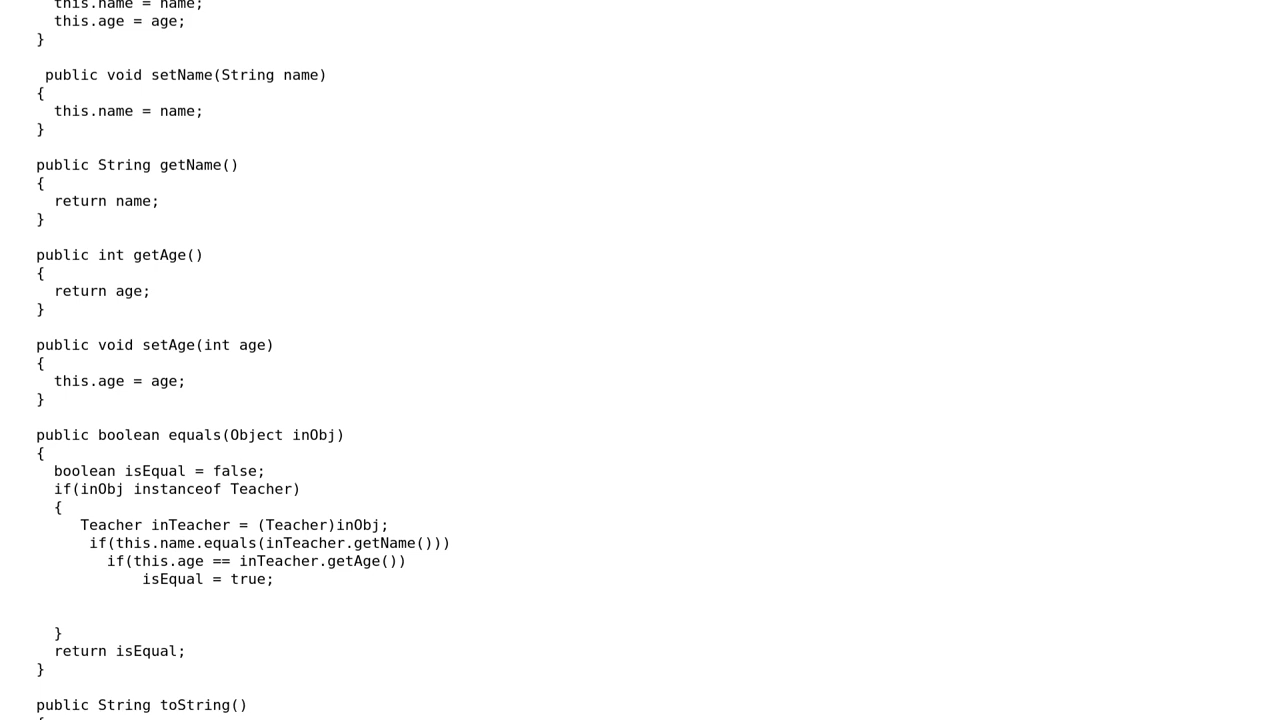 this.name = name;
this.age = age;
}
public void setName(String name)
{
this.name = name;
}
public String getName()
{
return name;
}
public int getAge()
{
return age;
}
public void setAge(int age)
{
this.age = age;
}
public boolean equals(Object inObj)
{
boolean isEqual = false;
if(inObj instanceof Teacher)
{
Teacher inTeacher = (Teacher)inObj;
if(this.name.equals(inTeacher.getName()))
if(this.age == inTeacher.getAge())
isEqual = true;
}
return isEqual;
}
public String toString()
{